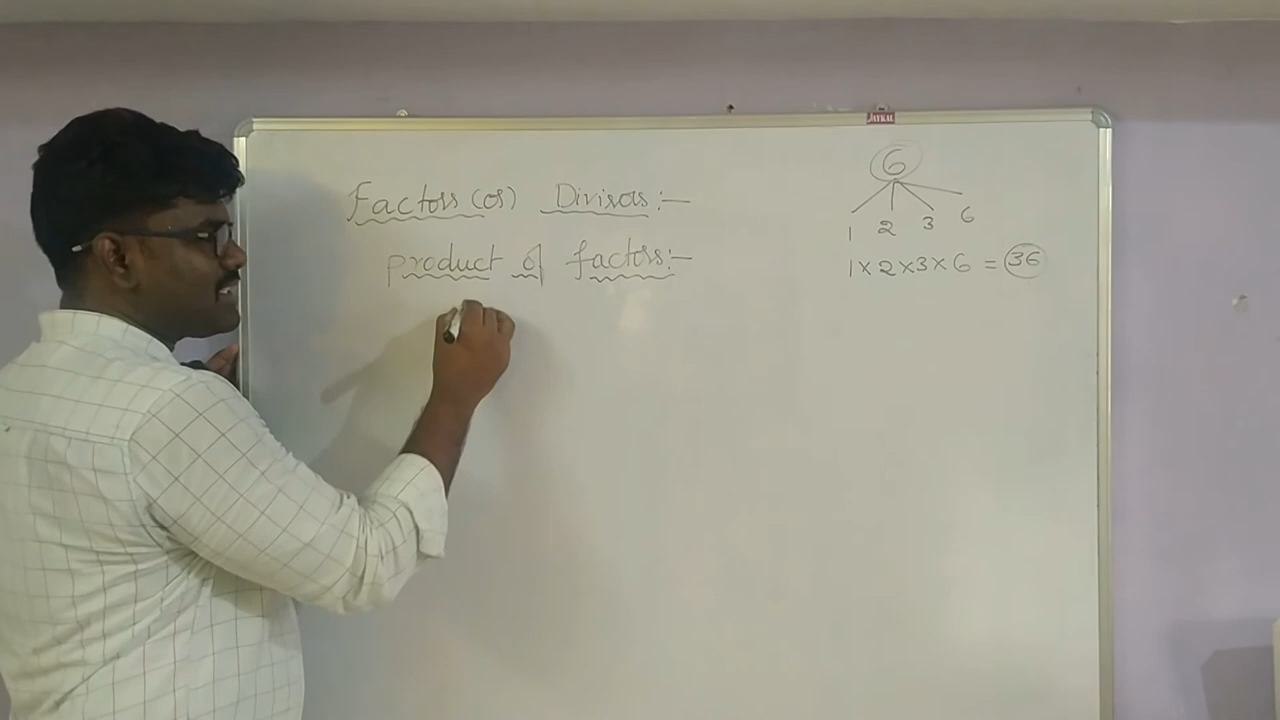 Factors (or) Divisors:-
product of factors:-
JAYKAL
6
1 2 3 6
1 × 2 × 3 × 6 = 36